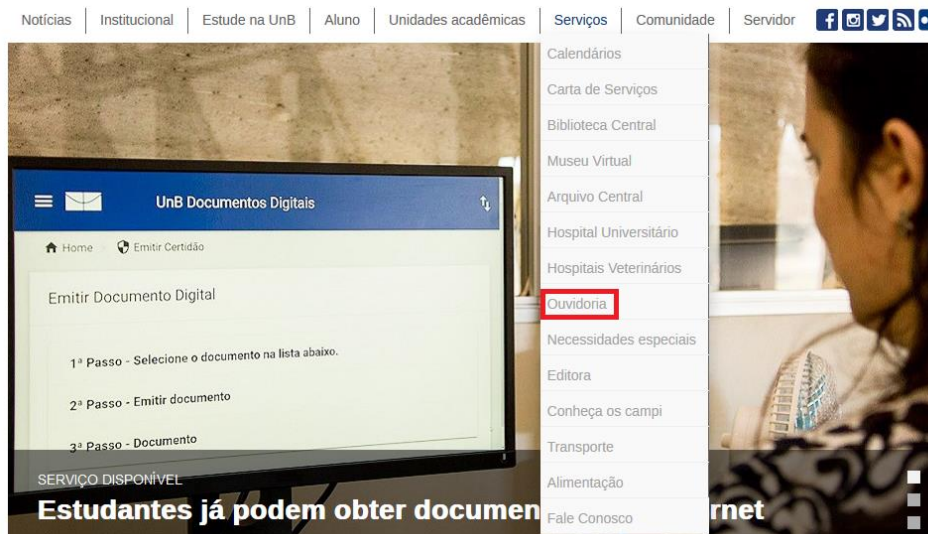 Notícias Institucional Estude na UnB Aluno Unidades acadêmicas Serviços Comunidade Servidor
Calendários
Carta de Serviços
Biblioteca Central
Museu Virtual
Arquivo Central
Hospital Universitário
Hospitais Veterinários
Ouvidoria
Necessidades especiais
Editora
Conheça os campi
Transporte
Alimentação
Fale Conosco
UnB Documentos Digitais
Home Emitir Certidão
Emitir Documento Digital
1ª Passo - Selecione o documento na lista abaixo.
2ª Passo - Emitir documento
3ª Passo - Documento
SERVIÇO DISPONÍVEL
Estudantes já podem obter documen rnet